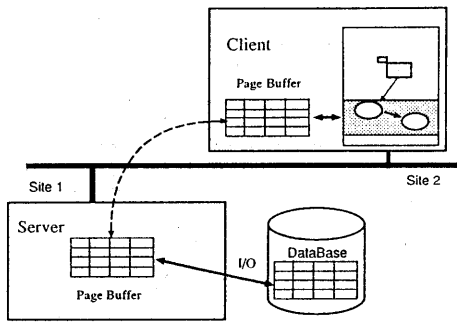 Client
Page Buffer
Site 1
Site 2
Server
DataBase
I/O
Page Buffer